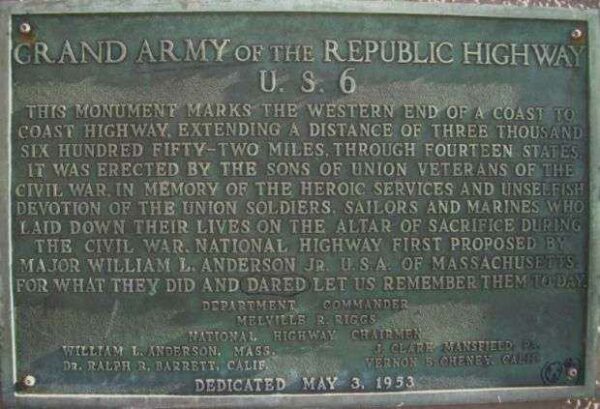 GRAND ARMY OF THE REPUBLIC HIGHWAY
U. S. 6
THIS MONUMENT MARKS THE WESTERN END OF A COAST TO
COAST HIGHWAY, EXTENDING A DISTANCE OF THREE THOUSAND
SIX HUNDRED FIFTY-TWO MILES, THROUGH FOURTEEN STATES.
IT WAS ERECTED BY THE SONS OF UNION VETERANS OF THE
CIVIL WAR, IN MEMORY OF THE HEROIC SERVICES AND UNSELFISH
DEVOTION OF THE UNION SOLDIERS, SAILORS AND MARINES WHO
LAID DOWN THEIR LIVES ON THE ALTAR OF SACRIFICE DURING
THE CIVIL WAR. NATIONAL HIGHWAY FIRST PROPOSED BY
MAJOR WILLIAM L. ANDERSON JR. U.S.A. OF MASSACHUSETTS.
FOR WHAT THEY DID AND DARED LET US REMEMBER THEM TO-DAY.
DEPARTMENT COMMANDER
MELVILLE R. RIGGS
NATIONAL HIGHWAY CHAIRMEN
WILLIAM L. ANDERSON, MASS. J. CLARE MANSFIELD PA.
DR. RALPH R. BARRETT, CALIF. VERNON B. CHENEY, CALIF.
DEDICATED MAY 3, 1953